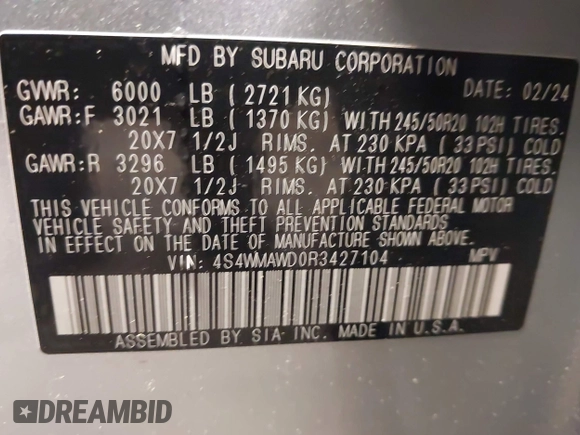 MFD BY SUBARU CORPORATION
GVWR: 6000 LB ( 2721 KG) DATE: 02/24
GAWR: F 3021 LB ( 1370 KG) WITH 245/50R20 102H TIRES.
20X7 1/2J RIMS. AT 230 KPA ( 33 PSI) COLD
GAWR: R 3296 LB ( 1495 KG) WITH 245/50R20 102H TIRES.
20X7 1/2J RIMS. AT 230 KPA ( 33 PSI) COLD
THIS VEHICLE CONFORMS TO ALL APPLICABLE FEDERAL MOTOR
VEHICLE SAFETY AND THEFT PREVENTION STANDARDS
IN EFFECT ON THE DATE OF MANUFACTURE SHOWN ABOVE.
VIN: 4S4WMAWD0R3427104 MPV
ASSEMBLED BY SIA- INC. MADE IN U.S.A.
DREAMBID